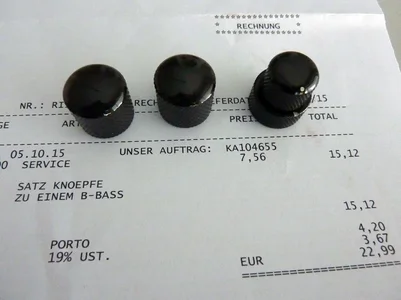 * RECHNUNG *
NR.: RI RECH EFERDAT /15
GE ART PREI TOTAL
05.10.15 UNSER AUFTRAG: KA104655
00 SERVICE 7,56 15,12
SATZ KNOEPFE
ZU EINEM B-BASS
15,12
4,20
PORTO 3,67
19% UST. EUR 22,99